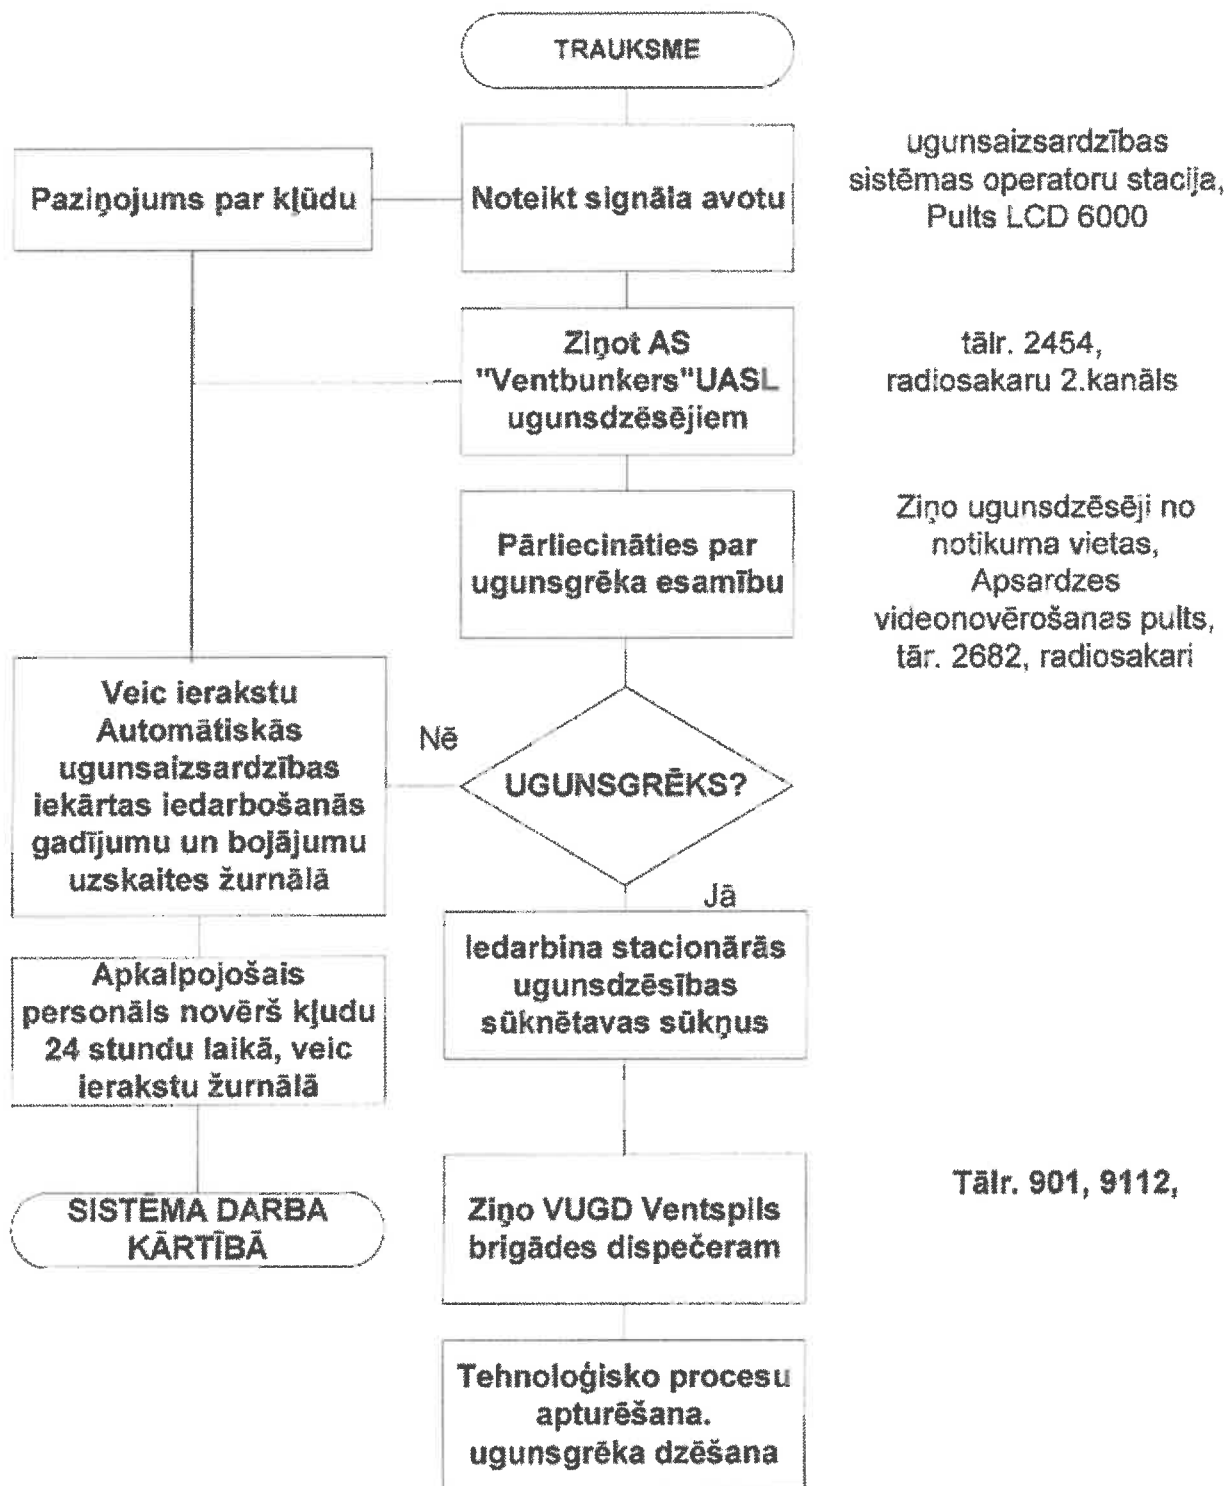 TRAUKSME
Paziņojums par kļūdu
Noteikt signāla avotu
ugunsaizsardzības
sistēmas operatoru stacija,
Pults LCD 6000
Ziņot AS
"Ventbunkers"UASL
ugunsdzēsējiem
tālr. 2454,
radiosakaru 2.kanāls
Pārliecināties par
ugunsgrēka esamību
Ziņo ugunsdzēsēji no
notikuma vietas,
Apsardzes
videonovērošanas pults,
tār. 2682, radiosakari
Veic ierakstu
Automātiskās
ugunsaizsardzības
iekārtas iedarbošanās
gadījumu un bojājumu
uzskaites žurnālā
Nē
UGUNSGRĒKS?
Jā
Apkalpojošais
personāls novērš kļudu
24 stundu laikā, veic
ierakstu žurnālā
Iedarbina stacionārās
ugunsdzēsības
sūknētavas sūkņus
SISTĒMA DARBA
KĀRTĪBĀ
Ziņo VUGD Ventspils
brigādes dispečeram
Tālr. 901, 9112,
Tehnoloģisko procesu
apturēšana.
ugunsgrēka dzēšana